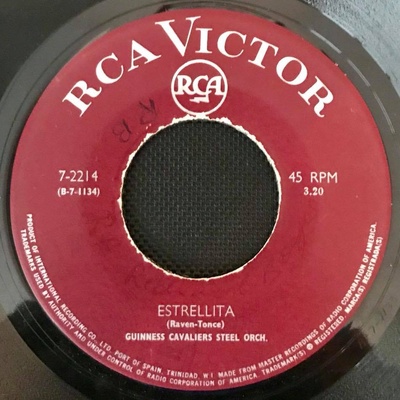 RCA VICTOR
RCA
7-2214
(B-7-1134)
45 RPM
3.20
ESTRELLITA
(Raven-Tonce)
GUINNESS CAVALIERS STEEL ORCH.
PRODUCT OF INTERNATIONAL RECORDING CO. LTD. PORT OF SPAIN, TRINIDAD, W I MADE FROM MASTER RECORDINGS OF RADIO CORPORATION OF AMERICA.
TRADEMARKS USED BY AUTHORITY AND UNDER CONTROL OF RADIO CORPORATION OF AMERICA.
® REGISTERED. MARCA(S) REGISTRADA(S)